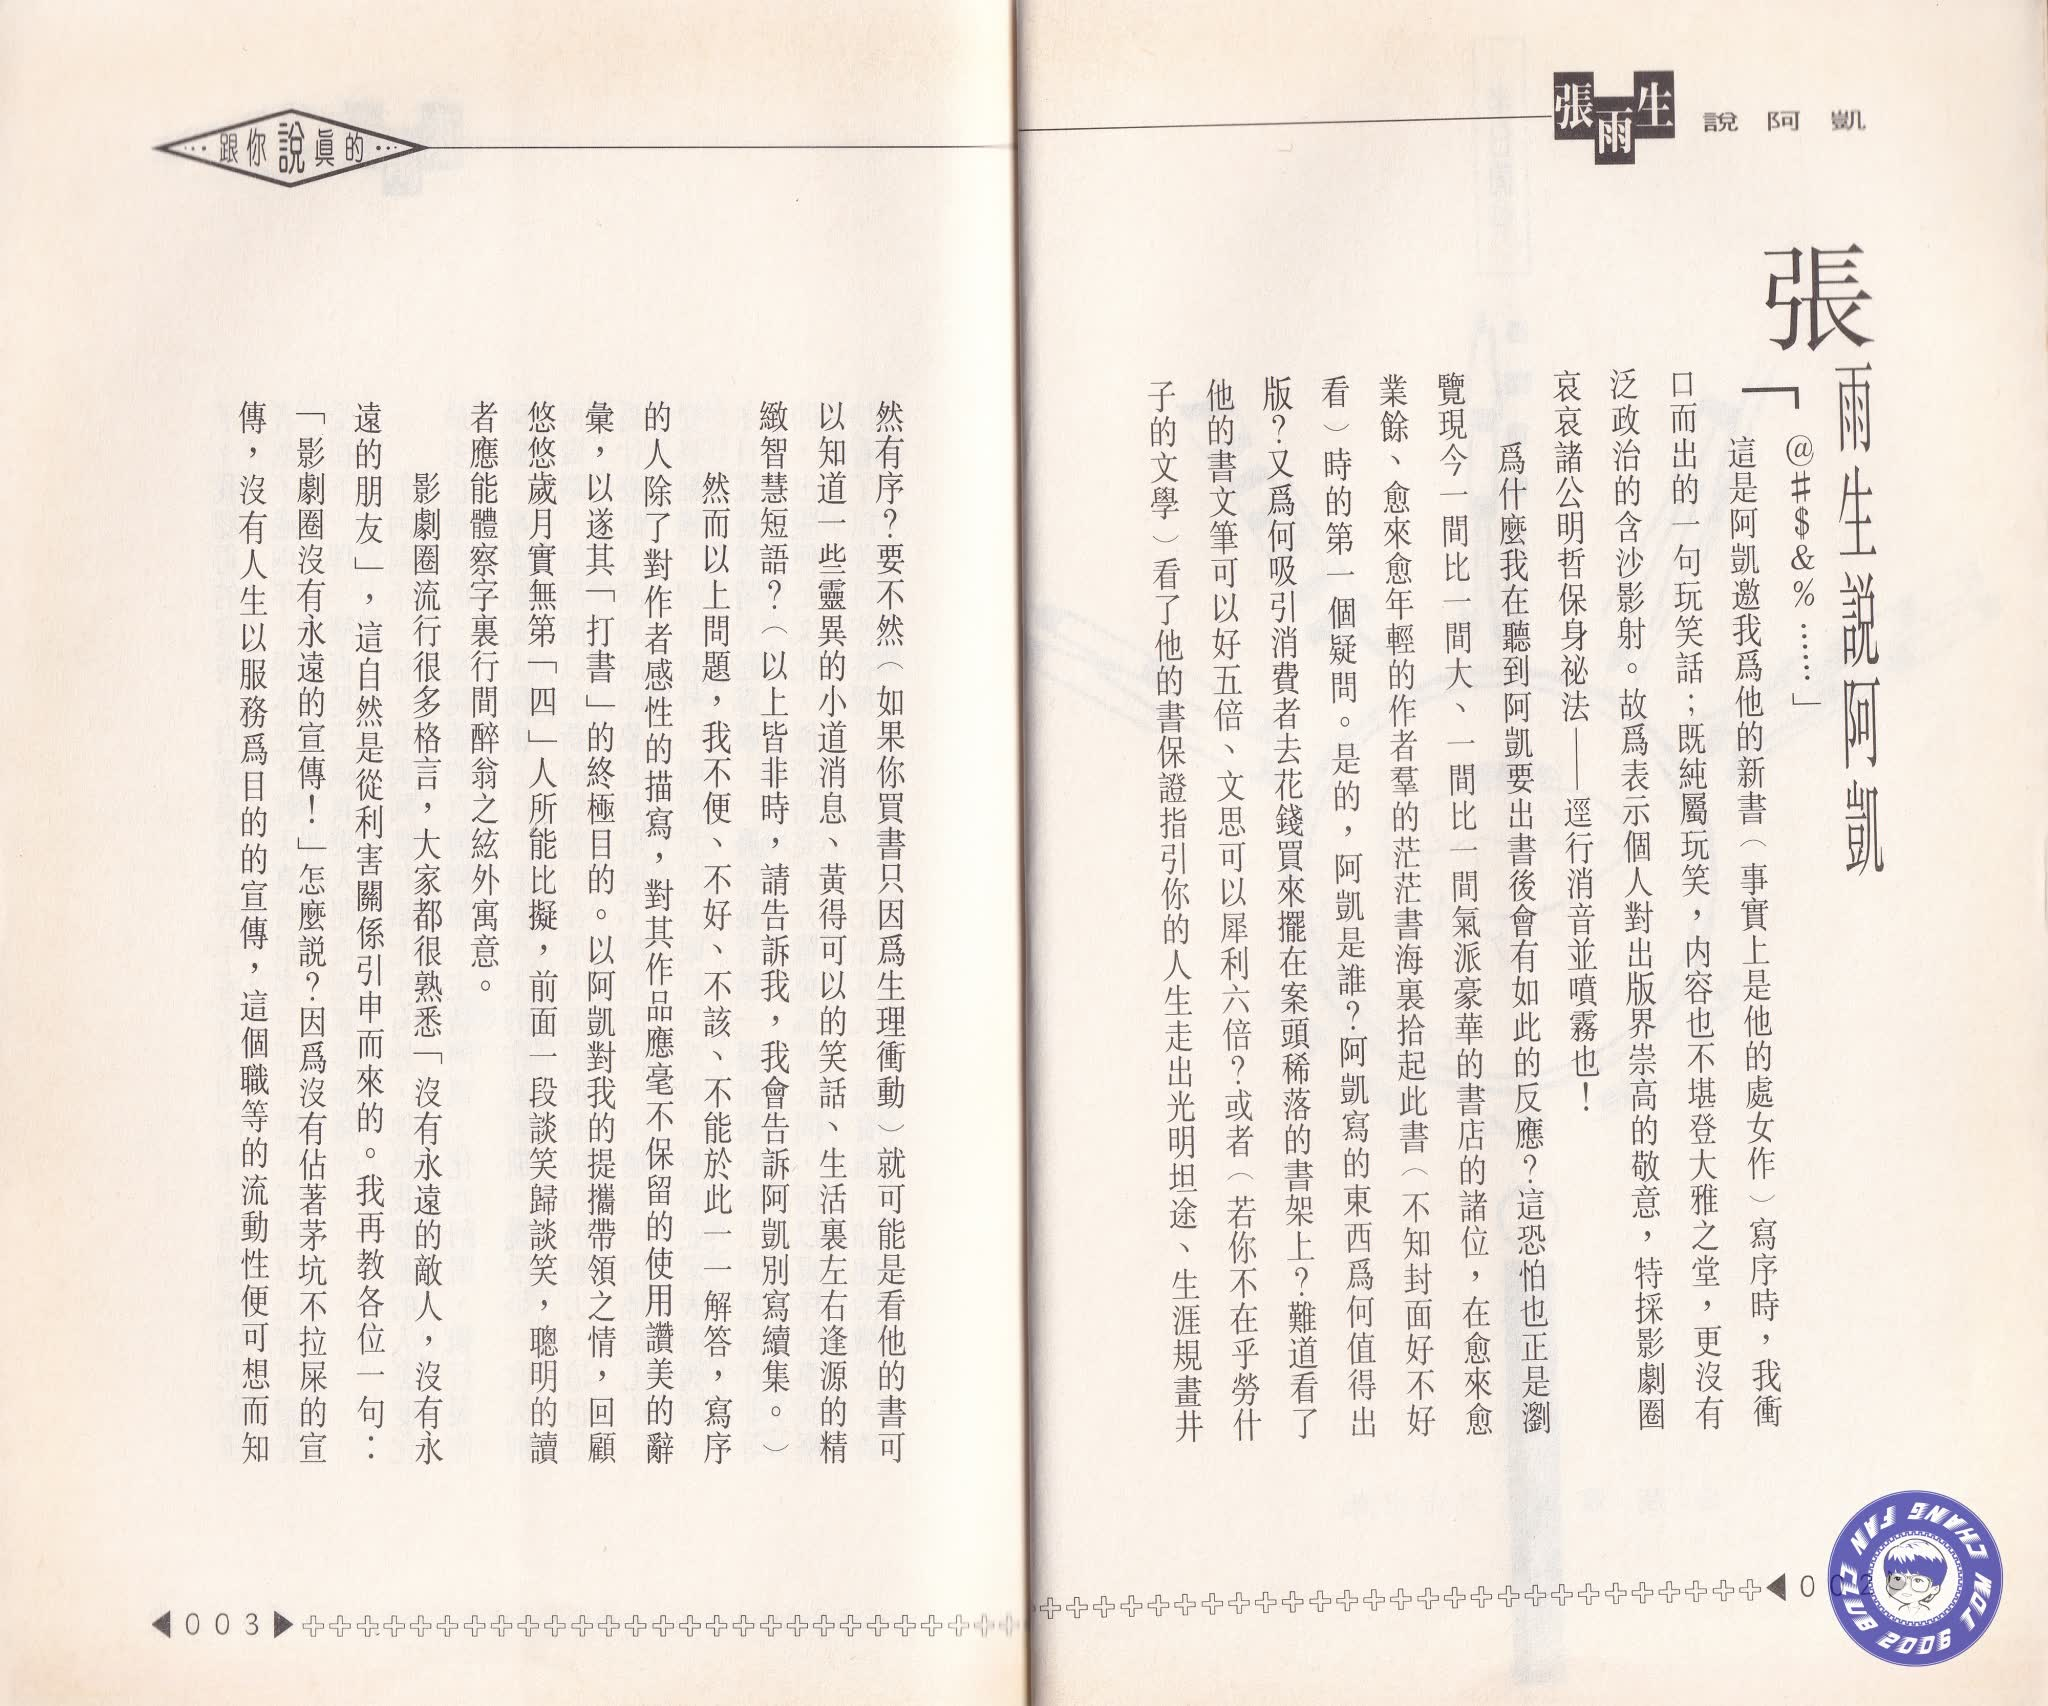 張雨生 說阿凱
張雨生說阿凱
「@#$&%……」
這是阿凱邀我爲他的新書（事實上是他的處女作）寫序時，我衝
口而出的一句玩笑話；既純屬玩笑，內容也不堪登大雅之堂，更沒有
泛政治的含沙影射。故爲表示個人對出版界崇高的敬意，特採影劇圈
哀哀諸公明哲保身祕法——逕行消音並噴霧也！
爲什麼我在聽到阿凱要出書後會有如此的反應？這恐怕也正是瀏
覽現今一間比一間大、一間比一間氣派豪華的書店的諸位，在愈來愈
業餘、愈來愈年輕的作者羣的茫茫書海裏拾起此書（不知封面好不好
看）時的第一個疑問。是的，阿凱是誰？阿凱寫的東西爲何值得出
版？又爲何吸引消費者去花錢買來擺在案頭稀落的書架上？難道看了
他的書文筆可以好五倍、文思可以犀利六倍？或者（若你不在乎勞什
子的文學）看了他的書保證指引你的人生走出光明坦途、生涯規畫井
跟你說眞的
然有序？要不然（如果你買書只因爲生理衝動）就可能是看他的書可
以知道一些靈異的小道消息、黃得可以的笑話、生活裏左右逢源的精
緻智慧短語？（以上皆非時，請告訴我，我會告訴阿凱別寫續集。）
然而以上問題，我不便、不好、不該、不能於此一一解答，寫序
的人除了對作者感性的描寫，對其作品應毫不保留的使用讚美的辭
彙，以遂其「打書」的終極目的。以阿凱對我的提攜帶領之情，回顧
悠悠歲月實無第「四」人所能比擬，前面一段談笑歸談笑，聰明的讀
者應能體察字裏行間醉翁之絃外寓意。
影劇圈流行很多格言，大家都很熟悉「沒有永遠的敵人，沒有永
遠的朋友」，這自然是從利害關係引申而來的。我再教各位一句：
「影劇圈沒有永遠的宣傳！」怎麼說？因爲沒有佔著茅坑不拉屎的宣
傳，沒有人生以服務爲目的的宣傳，這個職等的流動性便可想而知
003
002
TOM CHANG FAN CLUB 2006